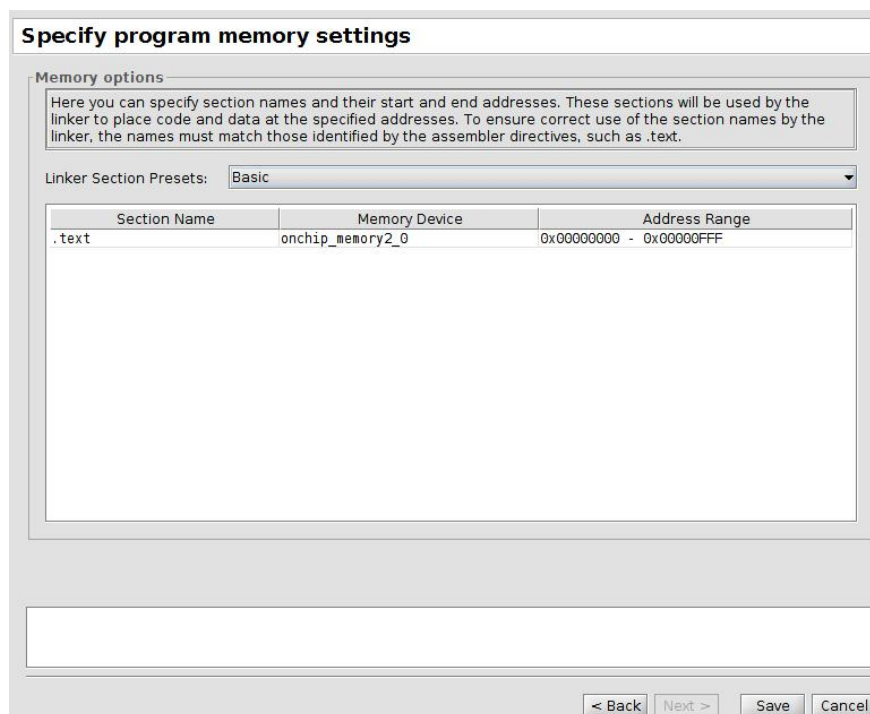 Specify program memory settings
Memory options
Here you can specify section names and their start and end addresses. These sections will be used by the
linker to place code and data at the specified addresses. To ensure correct use of the section names by the
linker, the names must match those identified by the assembler directives, such as .text.
Linker Section Presets: Basic
Section Name Memory Device Address Range
.text onchip_memory2_0 0x00000000 - 0x00000FFF
< Back Next > Save Cancel